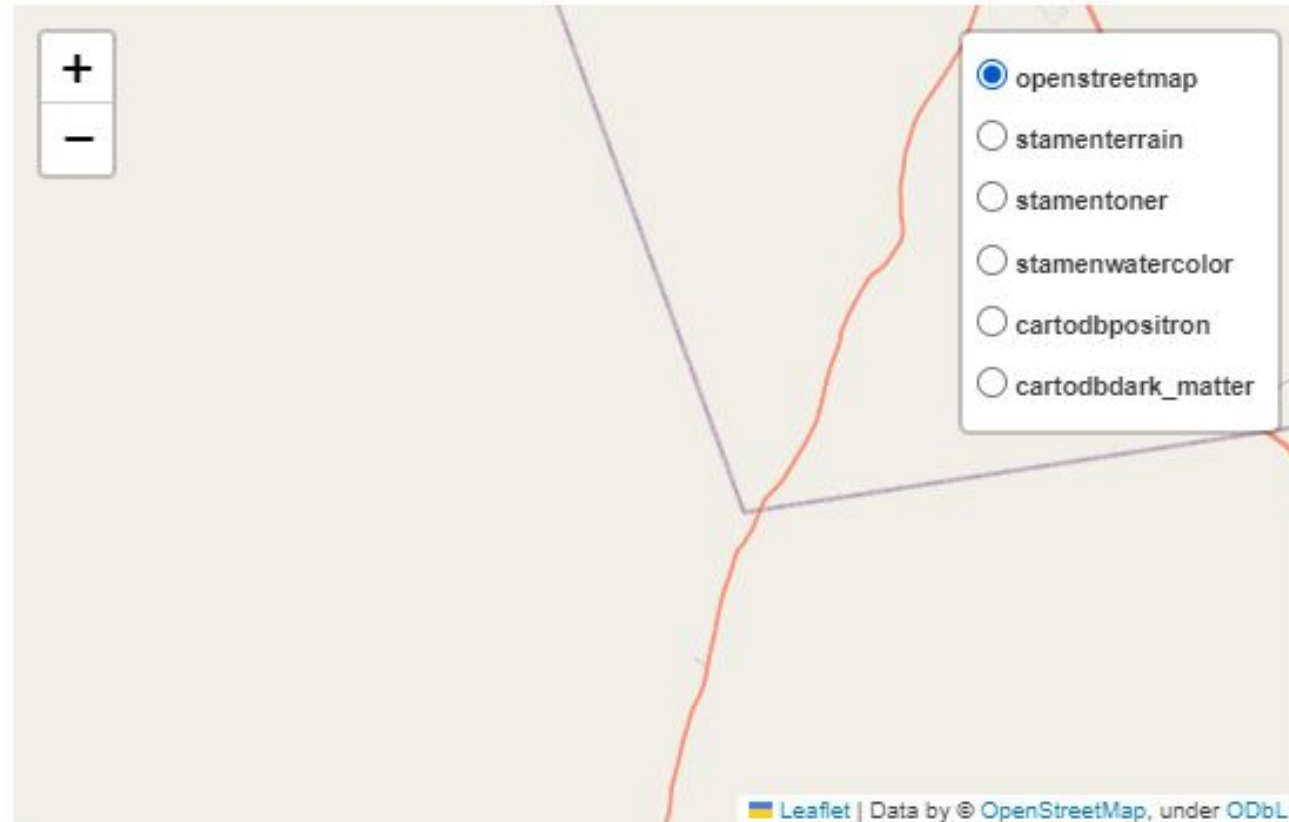 +
−
openstreetmap
stamenterrain
stamentoner
stamenwatercolor
cartodbpositron
cartodbdark_matter
Leaflet | Data by © OpenStreetMap, under ODbL